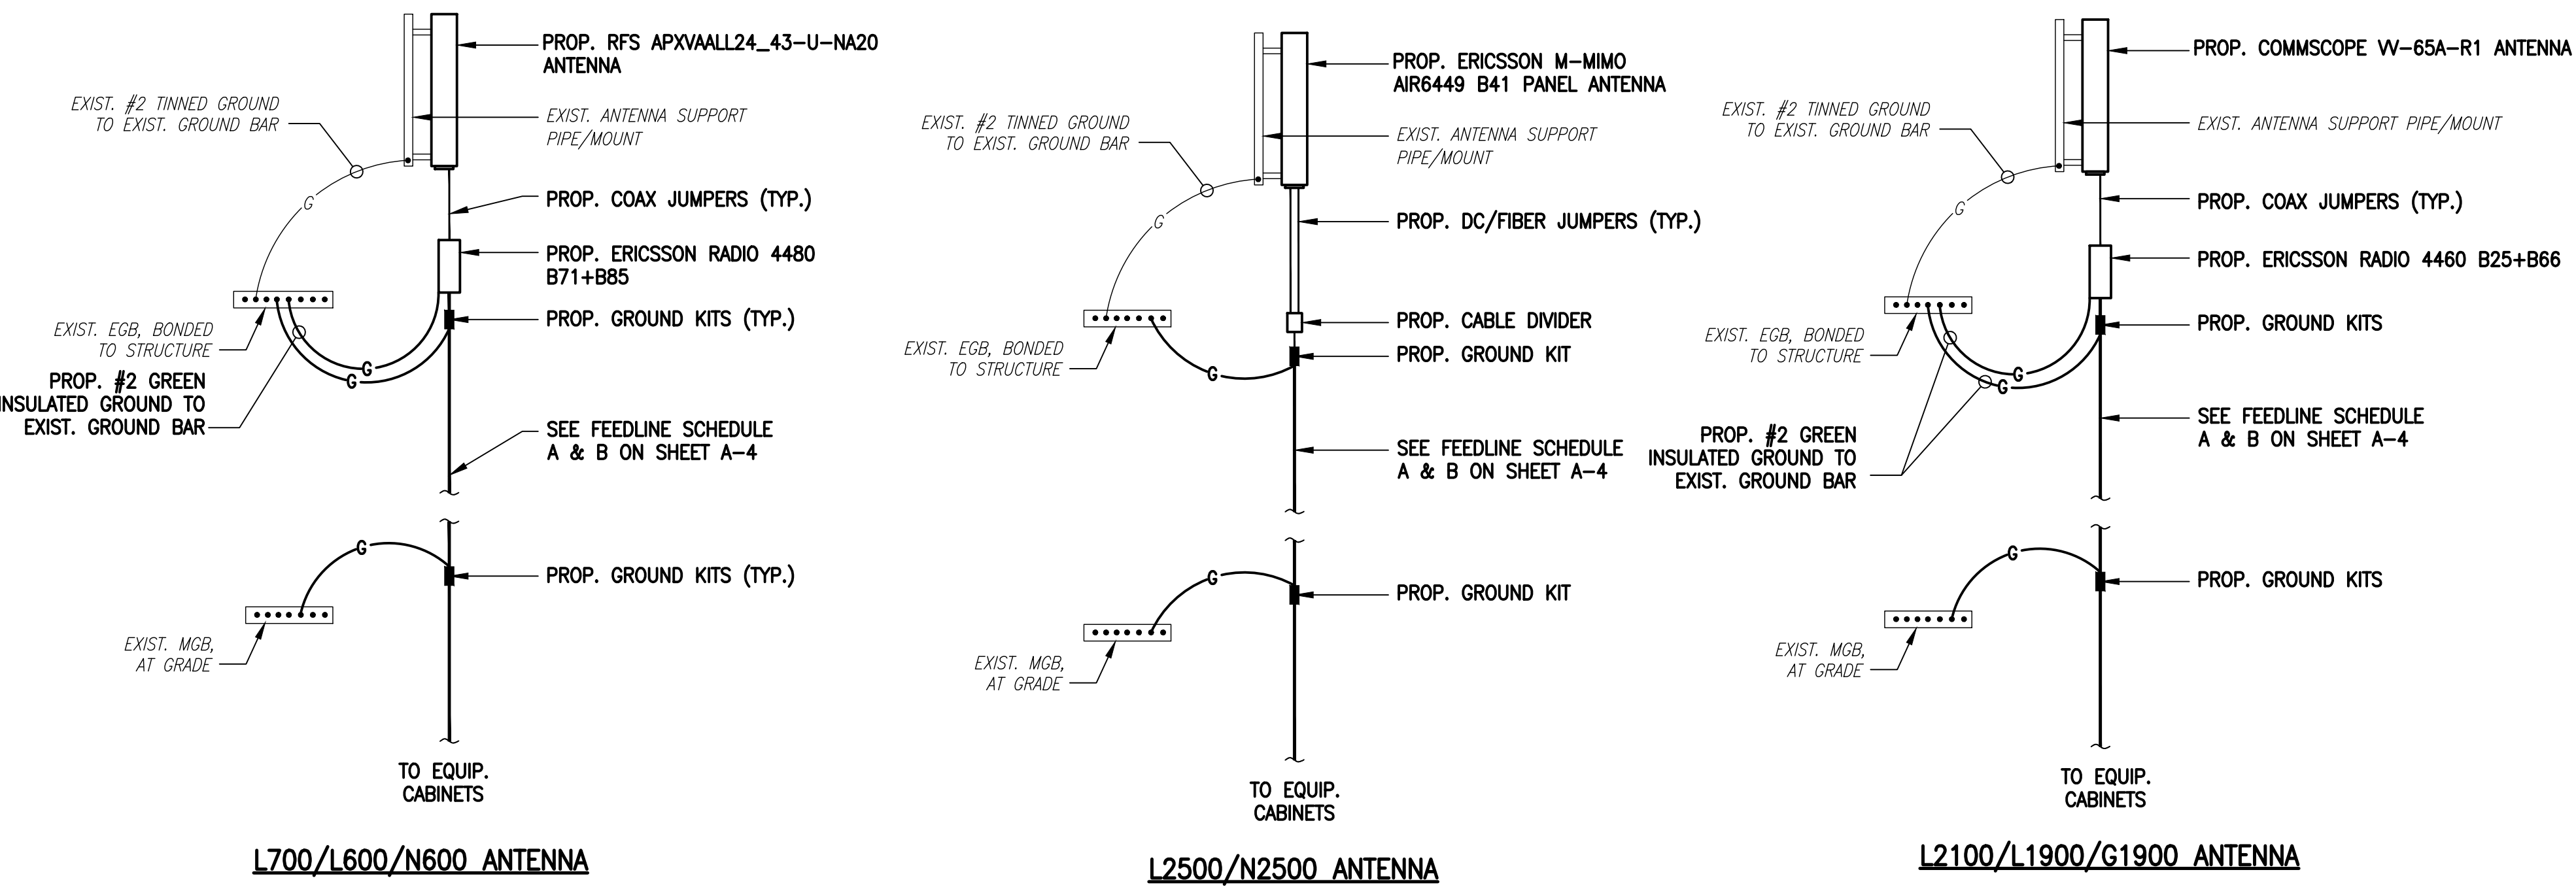 PROP. RFS APXVAALL24_43-U-NA20
ANTENNA
EXIST. #2 TINNED GROUND
TO EXIST. GROUND BAR
EXIST. ANTENNA SUPPORT
PIPE/MOUNT
G
PROP. COAX JUMPERS (TYP.)
PROP. ERICSSON RADIO 4480
B71+B85
EXIST. EGB, BONDED
TO STRUCTURE
PROP. GROUND KITS (TYP.)
G
G
PROP. #2 GREEN
INSULATED GROUND TO
EXIST. GROUND BAR
SEE FEEDLINE SCHEDULE
A & B ON SHEET A-4
G
PROP. GROUND KITS (TYP.)
EXIST. MGB,
AT GRADE
TO EQUIP.
CABINETS
L700/L600/N600 ANTENNA
PROP. ERICSSON M-MIMO
AIR6449 B41 PANEL ANTENNA
EXIST. #2 TINNED GROUND
TO EXIST. GROUND BAR
EXIST. ANTENNA SUPPORT
PIPE/MOUNT
G
PROP. DC/FIBER JUMPERS (TYP.)
PROP. CABLE DIVIDER
EXIST. EGB, BONDED
TO STRUCTURE
PROP. GROUND KIT
G
SEE FEEDLINE SCHEDULE
A & B ON SHEET A-4
G
PROP. GROUND KIT
EXIST. MGB,
AT GRADE
TO EQUIP.
CABINETS
L2500/N2500 ANTENNA
PROP. COMMSCOPE VV-65A-R1 ANTENNA
EXIST. #2 TINNED GROUND
TO EXIST. GROUND BAR
EXIST. ANTENNA SUPPORT PIPE/MOUNT
G
PROP. COAX JUMPERS (TYP.)
PROP. ERICSSON RADIO 4460 B25+B66
EXIST. EGB, BONDED
TO STRUCTURE
PROP. GROUND KITS
G
G
PROP. #2 GREEN
INSULATED GROUND TO
EXIST. GROUND BAR
SEE FEEDLINE SCHEDULE
A & B ON SHEET A-4
G
PROP. GROUND KITS
EXIST. MGB,
AT GRADE
TO EQUIP.
CABINETS
L2100/L1900/G1900 ANTENNA